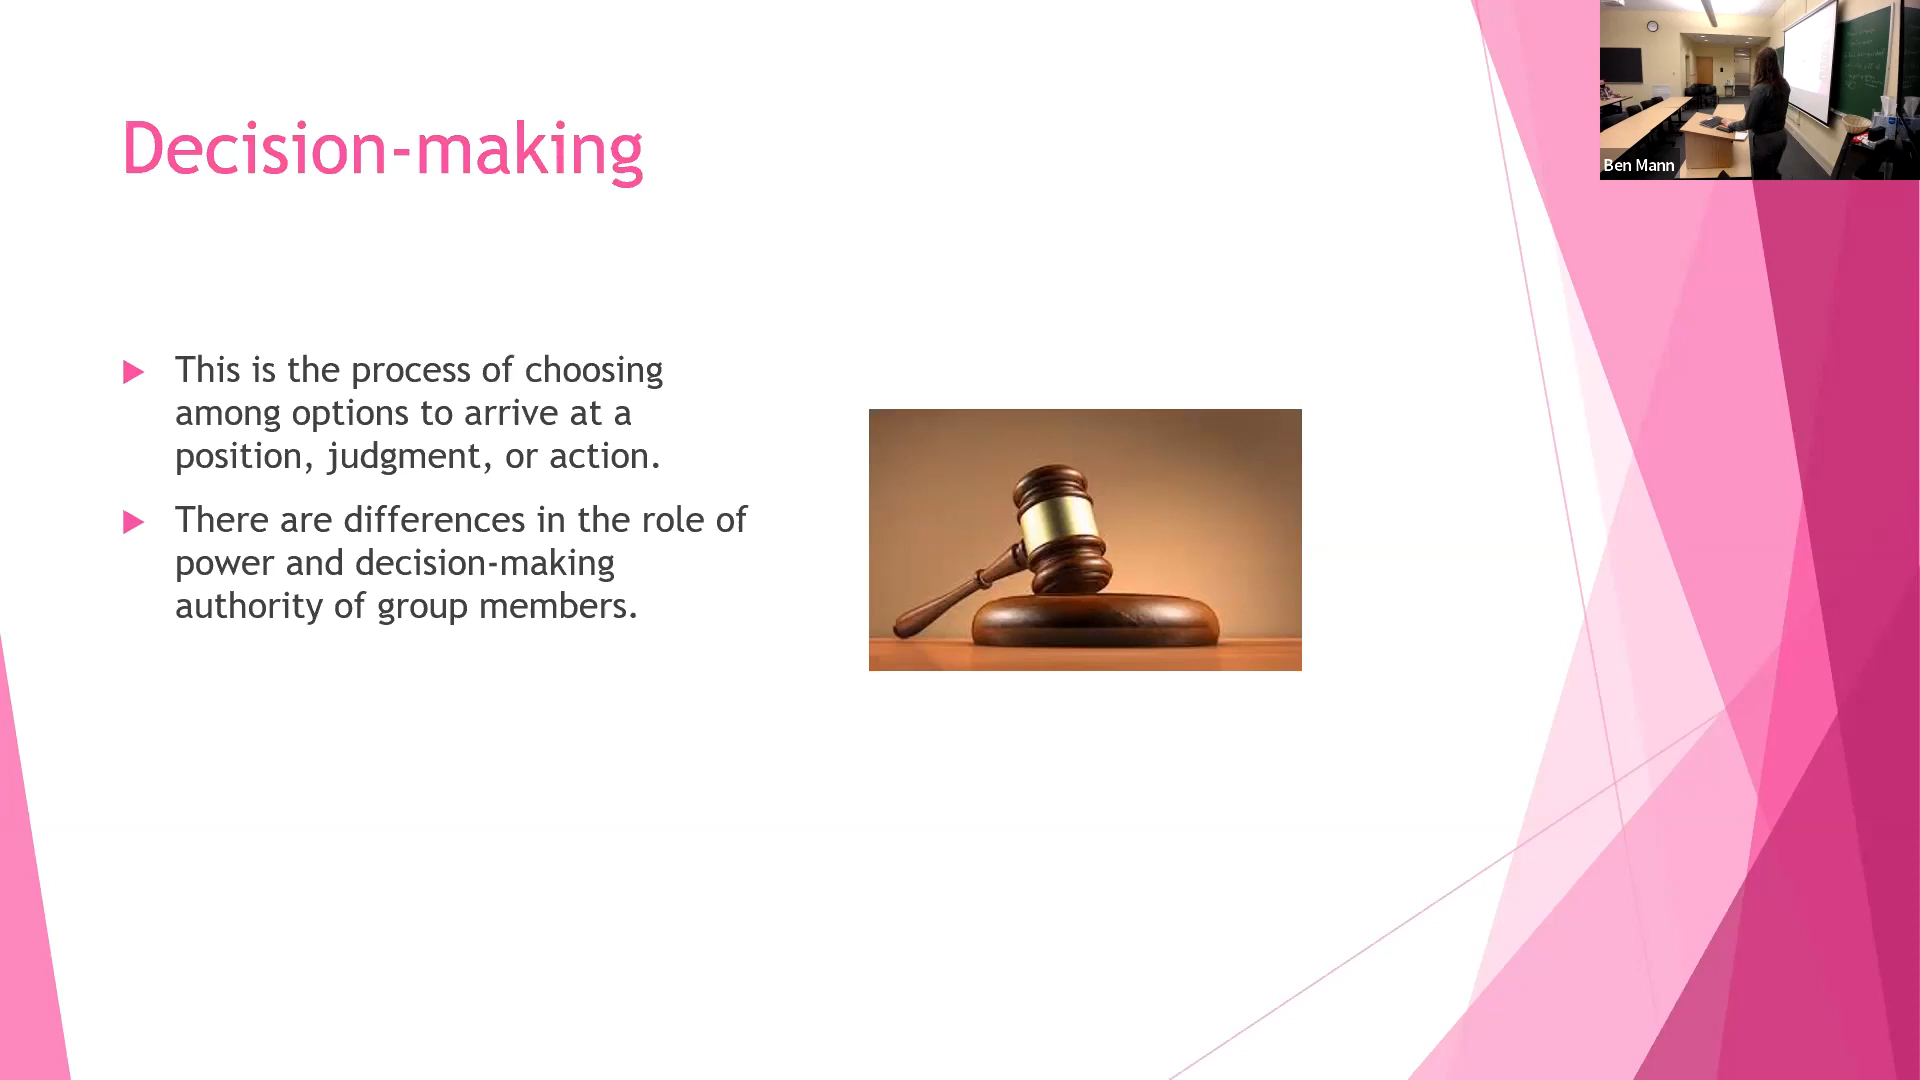 Decision-making
This is the process of choosing
among options to arrive at a
position, judgment, or action.
There are differences in the role of
power and decision-making
authority of group members.
Ben Mann